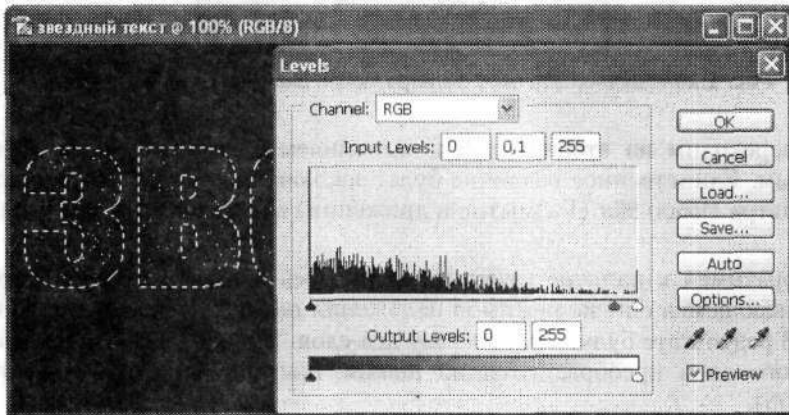 звездный текст @ 100% (RGB/8)
Levels
Channel: RGB
Input Levels: 0 0,1 255
Output Levels: 0 255
OK
Cancel
Load...
Save...
Auto
Options...
Preview
ЗВ